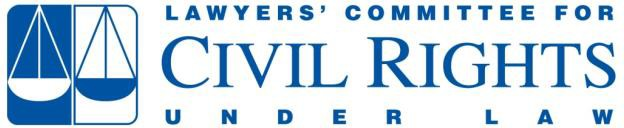 LAWYERS' COMMITTEE FOR
CIVIL RIGHTS
UNDER LAW